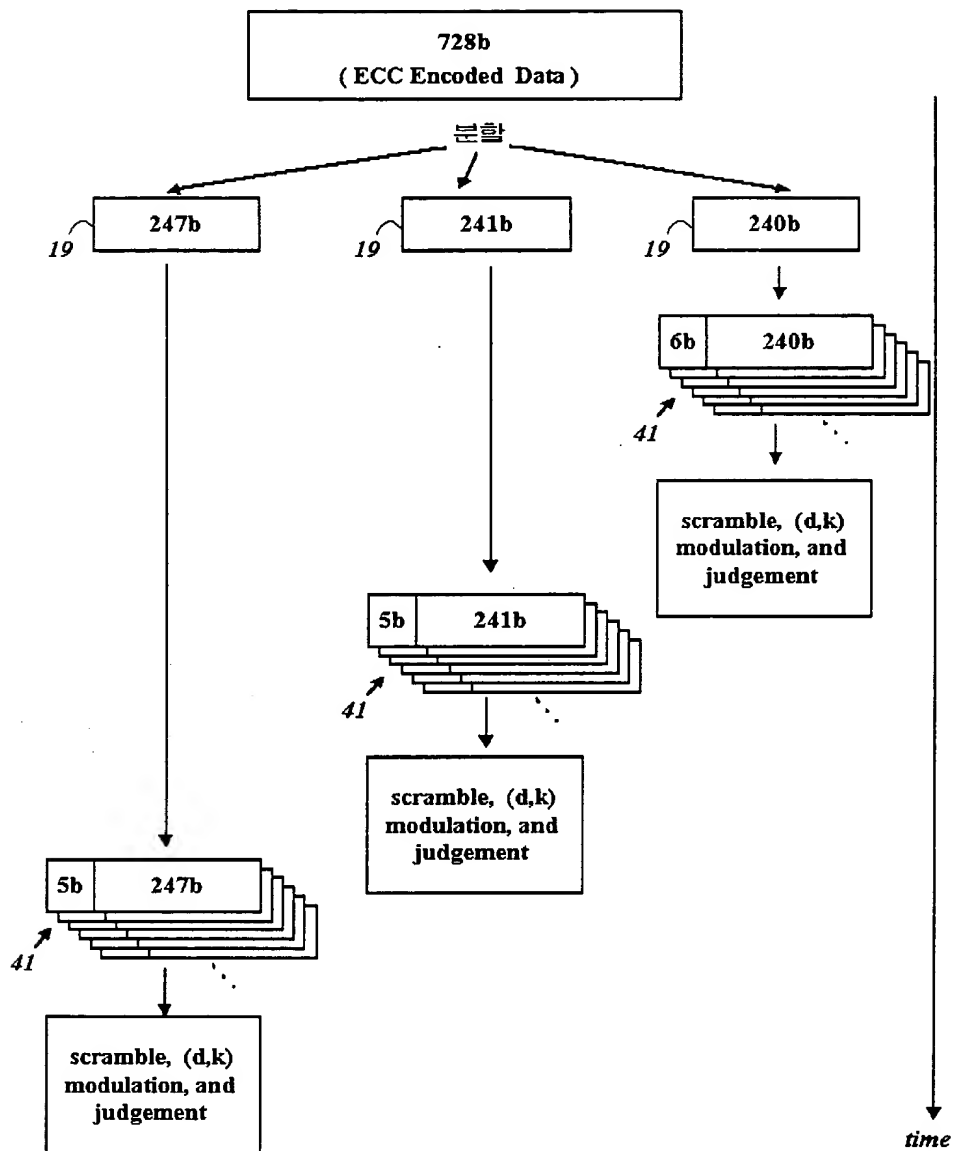 728b
( ECC Encoded Data )
분할
247b
241b
240b
19
19
19
6b 240b
41
scramble, (d,k)
modulation, and
judgement
5b 241b
41
scramble, (d,k)
modulation, and
judgement
5b 247b
41
scramble, (d,k)
modulation, and
judgement
time